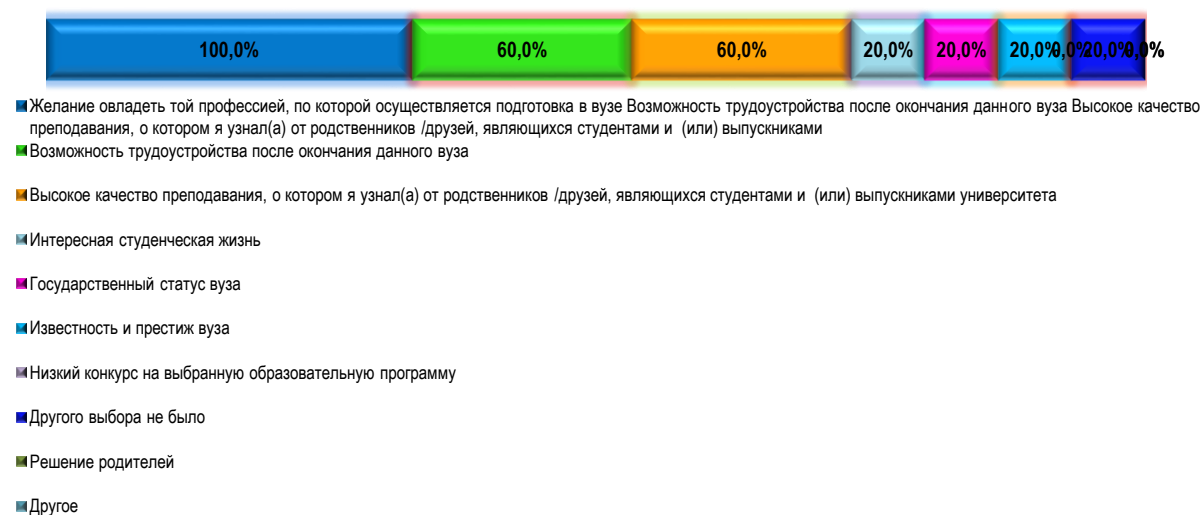 100,0% 60,0% 60,0% 20,0% 20,0% 20,0% 0,0% 20,0% 0,0%
Желание овладеть той профессией, по которой осуществляется подготовка в вузе Возможность трудоустройства после окончания данного вуза Высокое качество
преподавания, о котором я узнал(а) от родственников /друзей, являющихся студентами и (или) выпускниками
Возможность трудоустройства после окончания данного вуза
Высокое качество преподавания, о котором я узнал(а) от родственников /друзей, являющихся студентами и (или) выпускниками университета
Интересная студенческая жизнь
Государственный статус вуза
Известность и престиж вуза
Низкий конкурс на выбранную образовательную программу
Другого выбора не было
Решение родителей
Другое